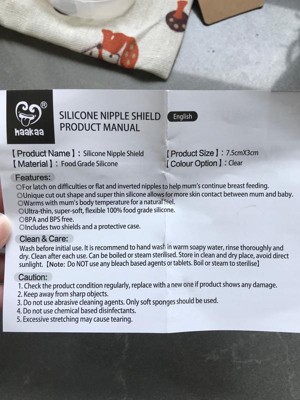 haakaa
SILICONE NIPPLE SHIELD
PRODUCT MANUAL
English
【Product Name】: Silicone Nipple Shield 【Product Size】: 7.5cmX3cm
【Material】: Food Grade Silicone 【Colour Option】: Clear
Features:
○For latch on difficulties or flat and inverted nipples to help mum's continue breast feeding.
○Unique cut out shape and super thin silicone allows for more skin contact between mum and baby.
○Warms with mum's body temperature for a natural feel.
○Ultra-thin, super-soft, flexible 100% food grade silicone.
○BPA and BPS free.
○Includes two shields and a protective case.
Clean & Care:
Wash before initial use. It is recommend to hand wash in warm soapy water, rinse thoroughly and
dry. Clean after each use. Can be boiled or steam sterilised. Store in clean and dry place, avoid direct
sunlight.【Note: Do NOT use any bleach based agents or tablets. Boil or steam to sterilise】
Caution:
1. Check the product condition regularly, replace with a new one if product shows any damage.
2. Keep away from sharp objects.
3. Do not use abrasive cleaning agents. Only soft sponges should be used.
4. Do not use chemical based disinfectants.
5. Excessive stretching may cause tearing.